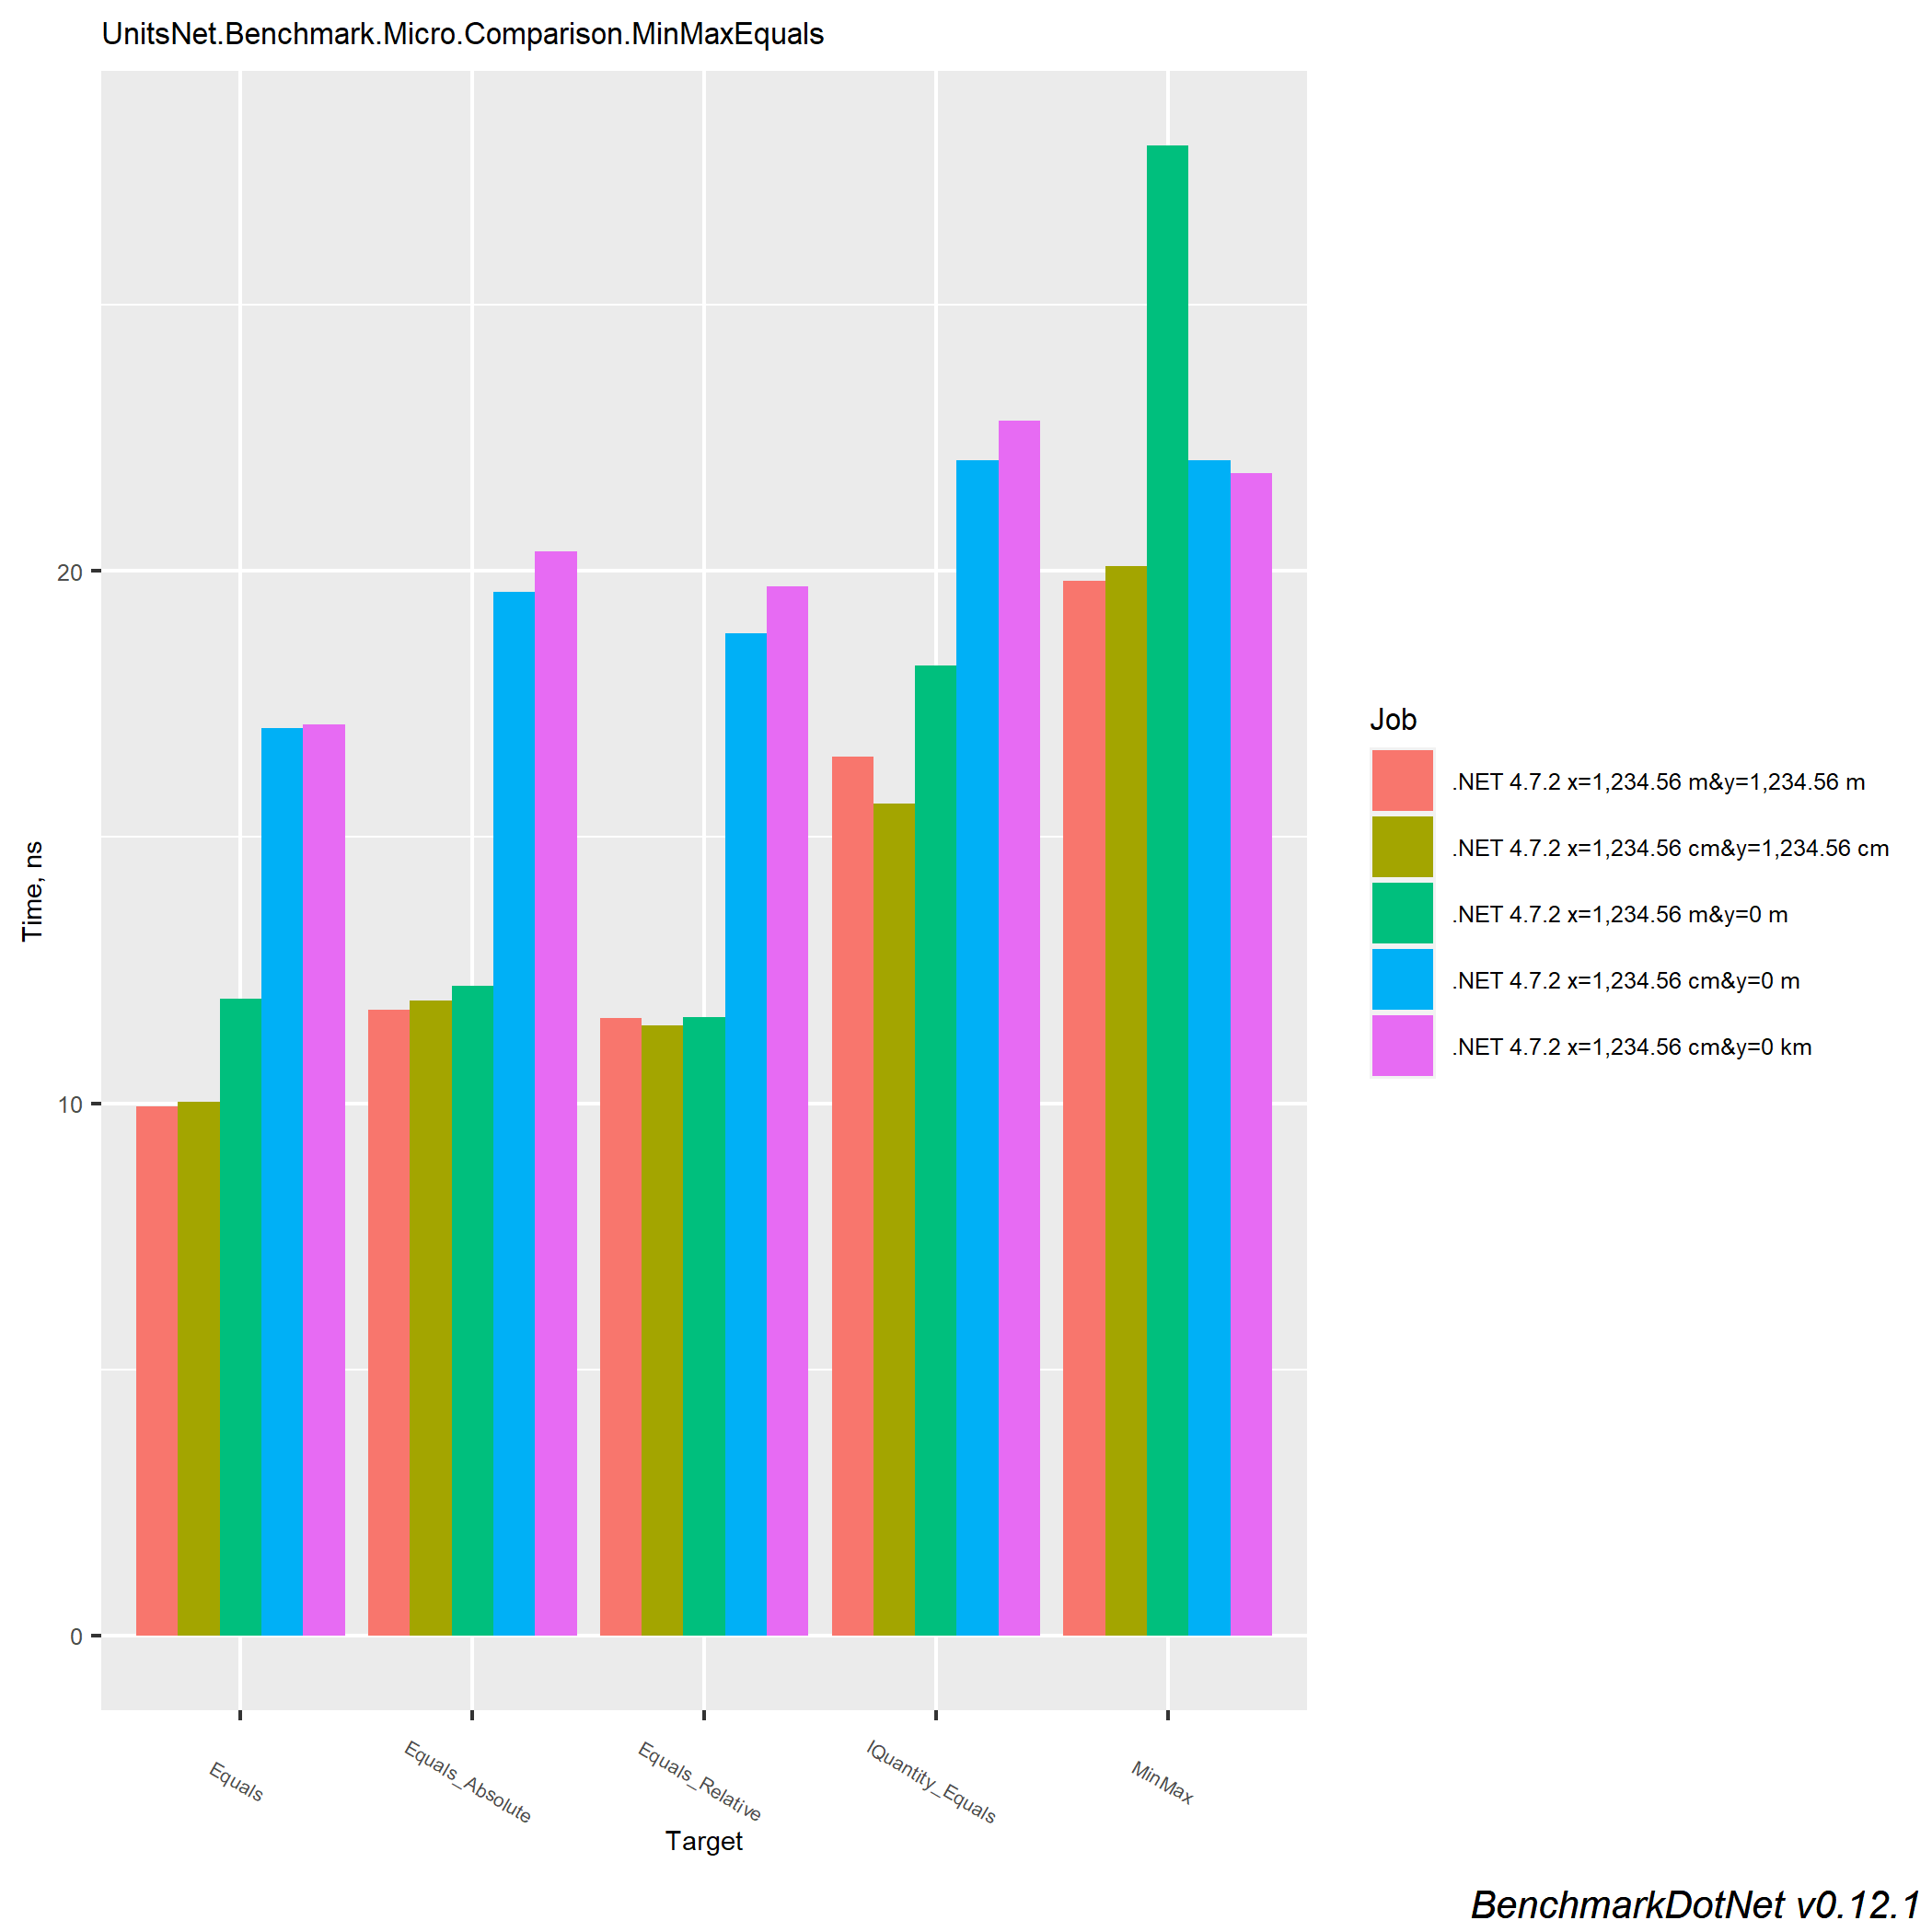 UnitsNet.Benchmark.Micro.Comparison.MinMaxEquals
Time, ns
20
10
0
Equals
Equals_Absolute
Equals_Relative
IQuantity_Equals
MinMax
Target
Job
.NET 4.7.2 x=1,234.56 m&y=1,234.56 m
.NET 4.7.2 x=1,234.56 cm&y=1,234.56 cm
.NET 4.7.2 x=1,234.56 m&y=0 m
.NET 4.7.2 x=1,234.56 cm&y=0 m
.NET 4.7.2 x=1,234.56 cm&y=0 km
BenchmarkDotNet v0.12.1